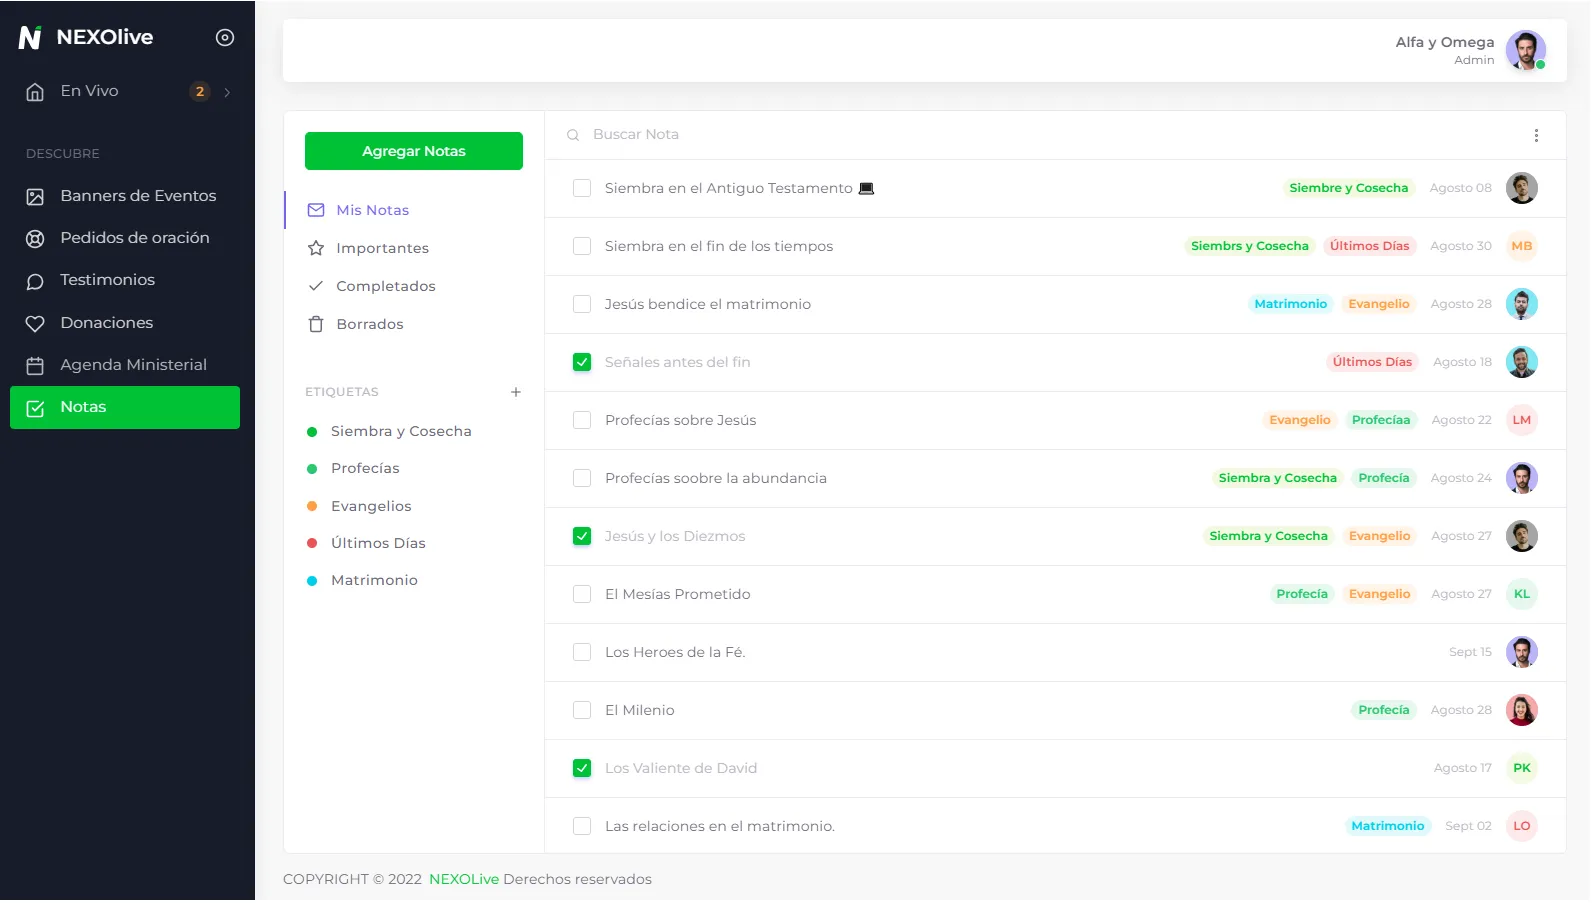 NEXOlive
En Vivo 2
DESCUBRE
Banners de Eventos
Pedidos de oración
Testimonios
Donaciones
Agenda Ministerial
Notas
Alfa y Omega
Admin
Agregar Notas
Mis Notas
Importantes
Completados
Borrados
ETIQUETAS
Siembra y Cosecha
Profecías
Evangelios
Últimos Días
Matrimonio
Buscar Nota
Siembra en el Antiguo Testamento 💻 Siembre y Cosecha Agosto 08
Siembra en el fin de los tiempos Siembrs y Cosecha Últimos Días Agosto 30 MB
Jesús bendice el matrimonio Matrimonio Evangelio Agosto 28
Señales antes del fin Últimos Días Agosto 18
Profecías sobre Jesús Evangelio Profecíaa Agosto 22 LM
Profecías soobre la abundancia Siembra y Cosecha Profecía Agosto 24
Jesús y los Diezmos Siembra y Cosecha Evangelio Agosto 27
El Mesías Prometido Profecía Evangelio Agosto 27 KL
Los Heroes de la Fé. Sept 15
El Milenio Profecía Agosto 28
Los Valiente de David Agosto 17 PK
Las relaciones en el matrimonio. Matrimonio Sept 02 LO
COPYRIGHT © 2022 NEXOLive Derechos reservados